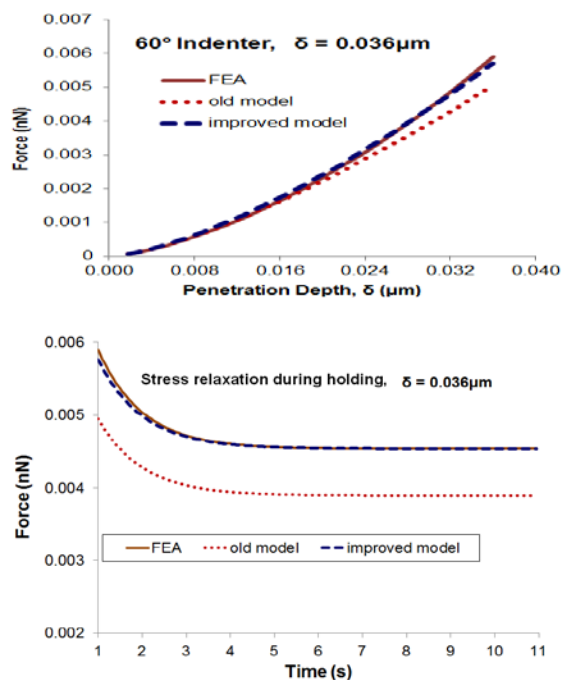 0.007
60° Indenter, δ = 0.036μm
0.006
FEA
0.005
old model
improved model
0.004
0.003
0.002
0.001
0
Force (nN)
0.000 0.008 0.016 0.024 0.032 0.040
Penetration Depth, δ (μm)
0.006
Stress relaxation during holding, δ = 0.036μm
0.005
0.004
FEA old model improved model
0.003
0.002
Force (nN)
1 2 3 4 5 6 7 8 9 10 11
Time (s)